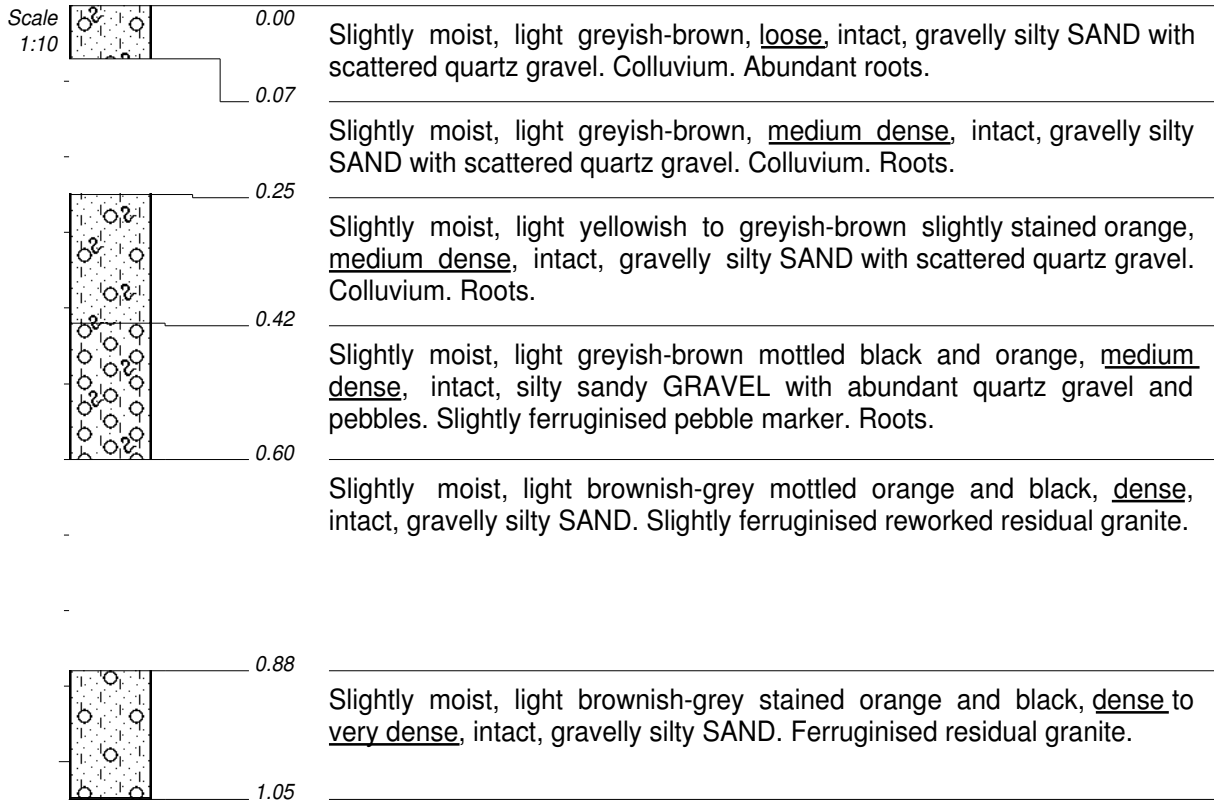 Scale
1:10
0.00
Slightly moist, light greyish-brown, loose, intact, gravelly silty SAND with
scattered quartz gravel. Colluvium. Abundant roots.
0.07
Slightly moist, light greyish-brown, medium dense, intact, gravelly silty
SAND with scattered quartz gravel. Colluvium. Roots.
0.25
Slightly moist, light yellowish to greyish-brown slightly stained orange,
medium dense, intact, gravelly silty SAND with scattered quartz gravel.
Colluvium. Roots.
0.42
Slightly moist, light greyish-brown mottled black and orange, medium
dense, intact, silty sandy GRAVEL with abundant quartz gravel and
pebbles. Slightly ferruginised pebble marker. Roots.
0.60
Slightly moist, light brownish-grey mottled orange and black, dense,
intact, gravelly silty SAND. Slightly ferruginised reworked residual granite.
0.88
Slightly moist, light brownish-grey stained orange and black, dense to
very dense, intact, gravelly silty SAND. Ferruginised residual granite.
1.05